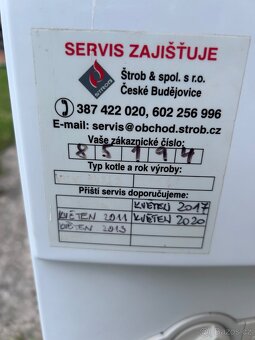 SERVIS ZAJIŠŤUJE
STROB
Štrob & spol. s r.o.
České Budějovice
387 422 020, 602 256 996
E-mail: servis@obchod.strob.cz
Vaše zákaznické číslo:
85194
Typ kotle a rok výroby:
Příští servis doporučujeme:
KVĚTEN 2017
KVĚTEN 2011 KVĚTEN 2020
KVĚTEN 2013